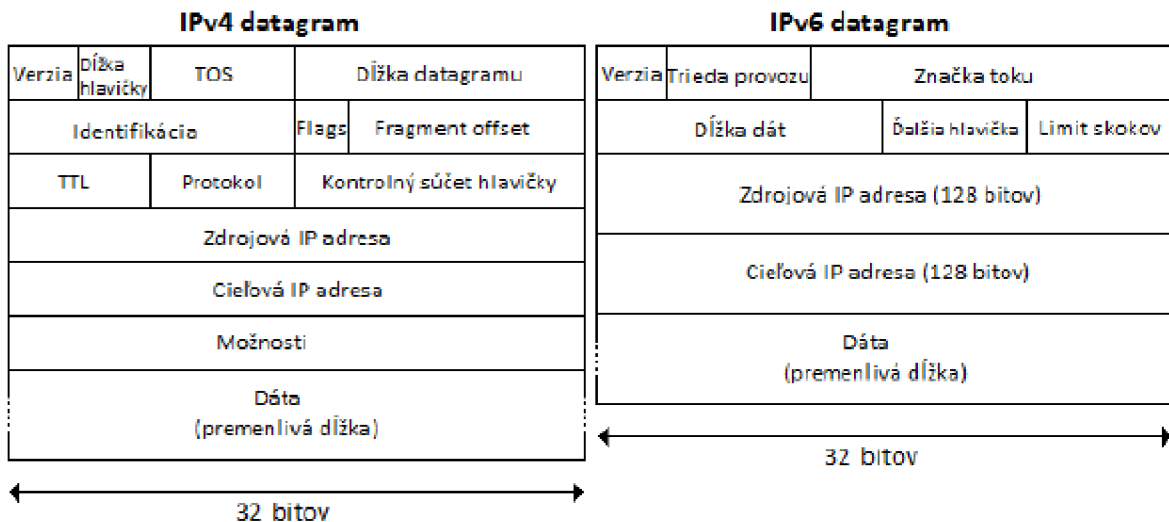 IPv4 datagram
Verzia
Dĺžka
hlavičky
TOS
Dĺžka datagramu
Identifikácia
Flags
Fragment offset
TTL
Protokol
Kontrolný súčet hlavičky
Zdrojová IP adresa
Cieľová IP adresa
Možnosti
Dáta
(premenlivá dĺžka)
32 bitov
IPv6 datagram
Verzia
Trieda provozu
Značka toku
Dĺžka dát
Ďalšia hlavička
Limit skokov
Zdrojová IP adresa (128 bitov)
Cieľová IP adresa (128 bitov)
Dáta
(premenlivá dĺžka)
32 bitov